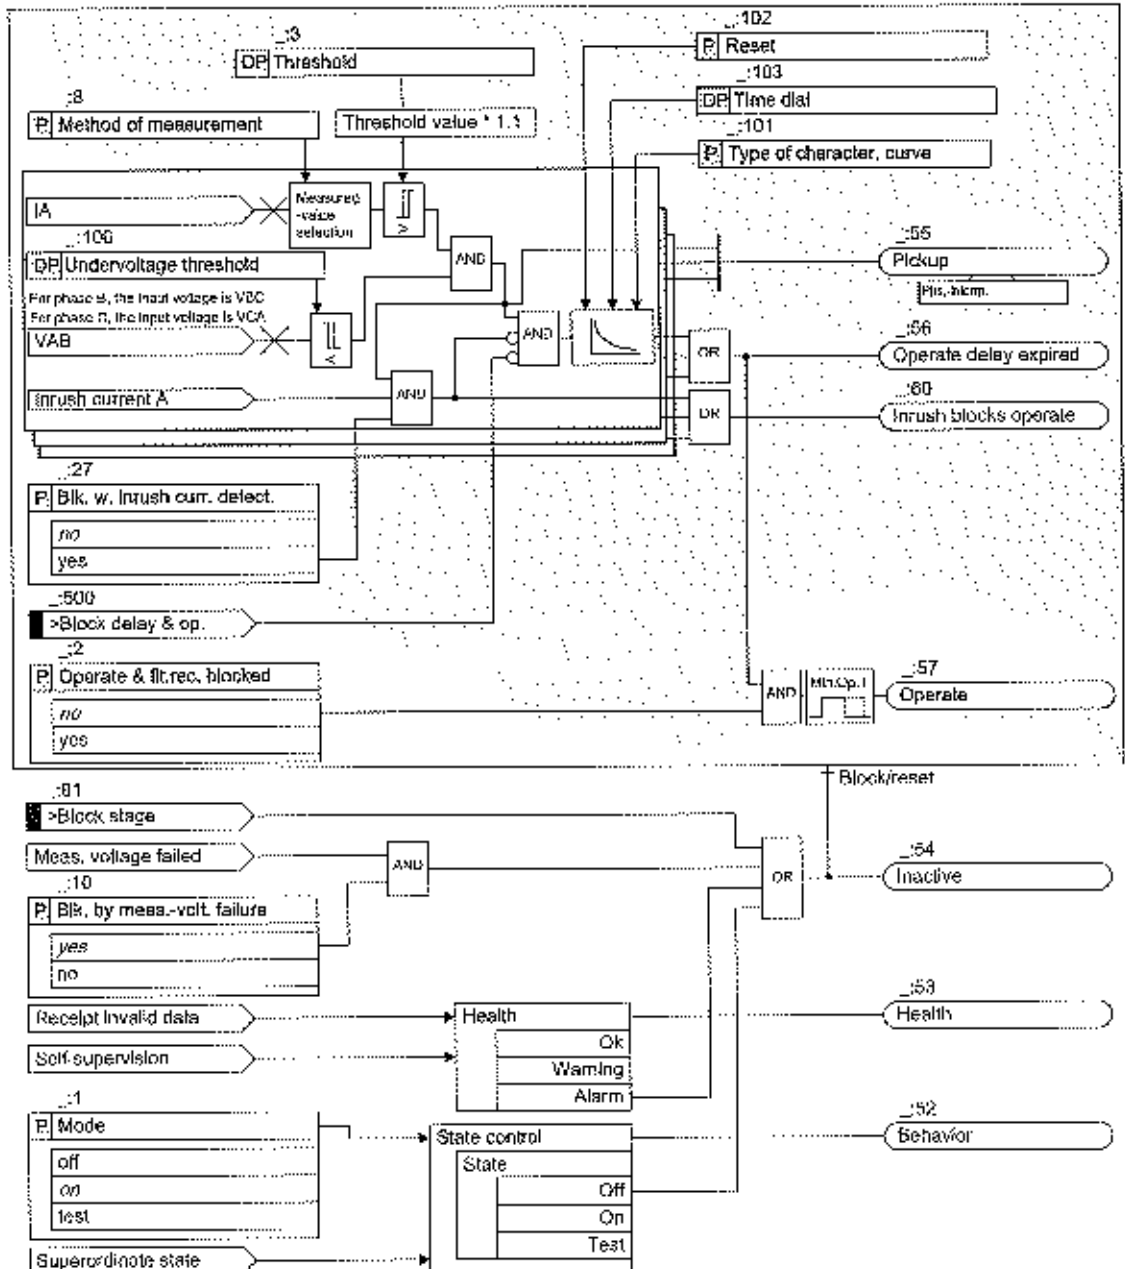 _:3
DP Threshold
_:102
P Reset
_:103
DP Time dial
_:8
P Method of measurement
Threshold value * 1.1
_:101
P Type of character. curve
IA
Measured
-value
selection
>
_:106
DP Undervoltage threshold
AND
_:55
Pickup
For phase B, the input voltage is VBC
For phase C, the input voltage is VCA
VAB
<
AND
OR
_:56
Operate delay expired
Inrush current A
AND
OR
_:60
Inrush blocks operate
_:27
P Blk. w. inrush curr. detect.
no
yes
_:500
>Block delay & op.
_:2
P Operate & flt.rec. blocked
no
yes
AND
Min.Op.T
_:57
Operate
Block/reset
_:81
>Block stage
Meas. voltage failed
AND
OR
_:54
Inactive
_:10
P Blk. by meas.-volt. failure
yes
no
Receipt invalid data
Self-supervision
Health
Ok
Warning
Alarm
_:53
Health
_:1
P Mode
off
on
test
State control
State
Off
On
Test
_:52
Behavior
Superordinate state